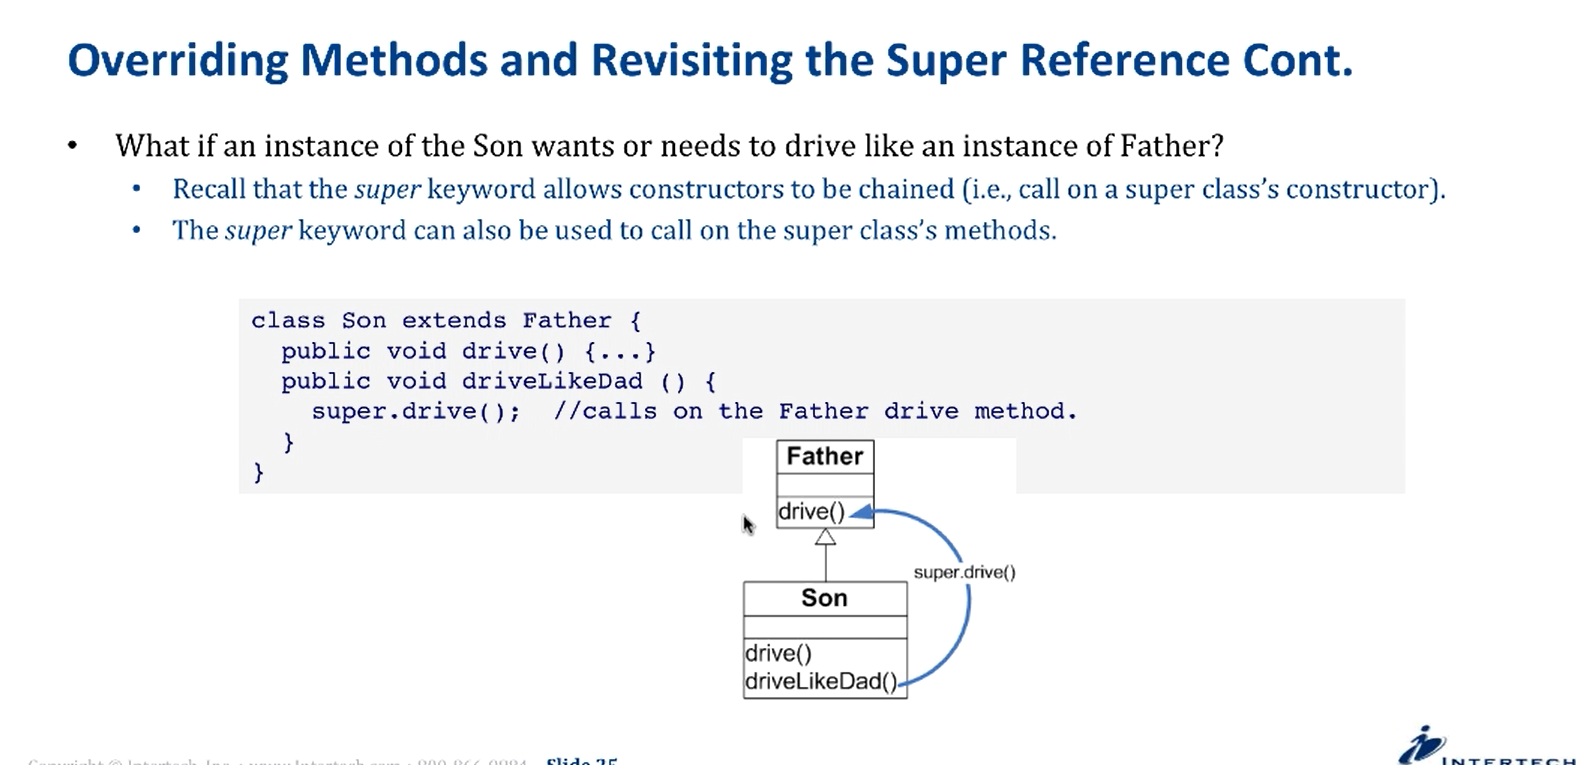 Overriding Methods and Revisiting the Super Reference Cont.
• What if an instance of the Son wants or needs to drive like an instance of Father?
• Recall that the super keyword allows constructors to be chained (i.e., call on a super class’s constructor).
• The super keyword can also be used to call on the super class’s methods.
class Son extends Father {
  public void drive() {...}
  public void driveLikeDad () {
    super.drive();  //calls on the Father drive method.
  }
}
Father
drive()
super.drive()
Son
drive()
driveLikeDad()
Copyright © Intertech, Inc. • www.Intertech.com • 800-866-9884 Slide 25
INTERTECH